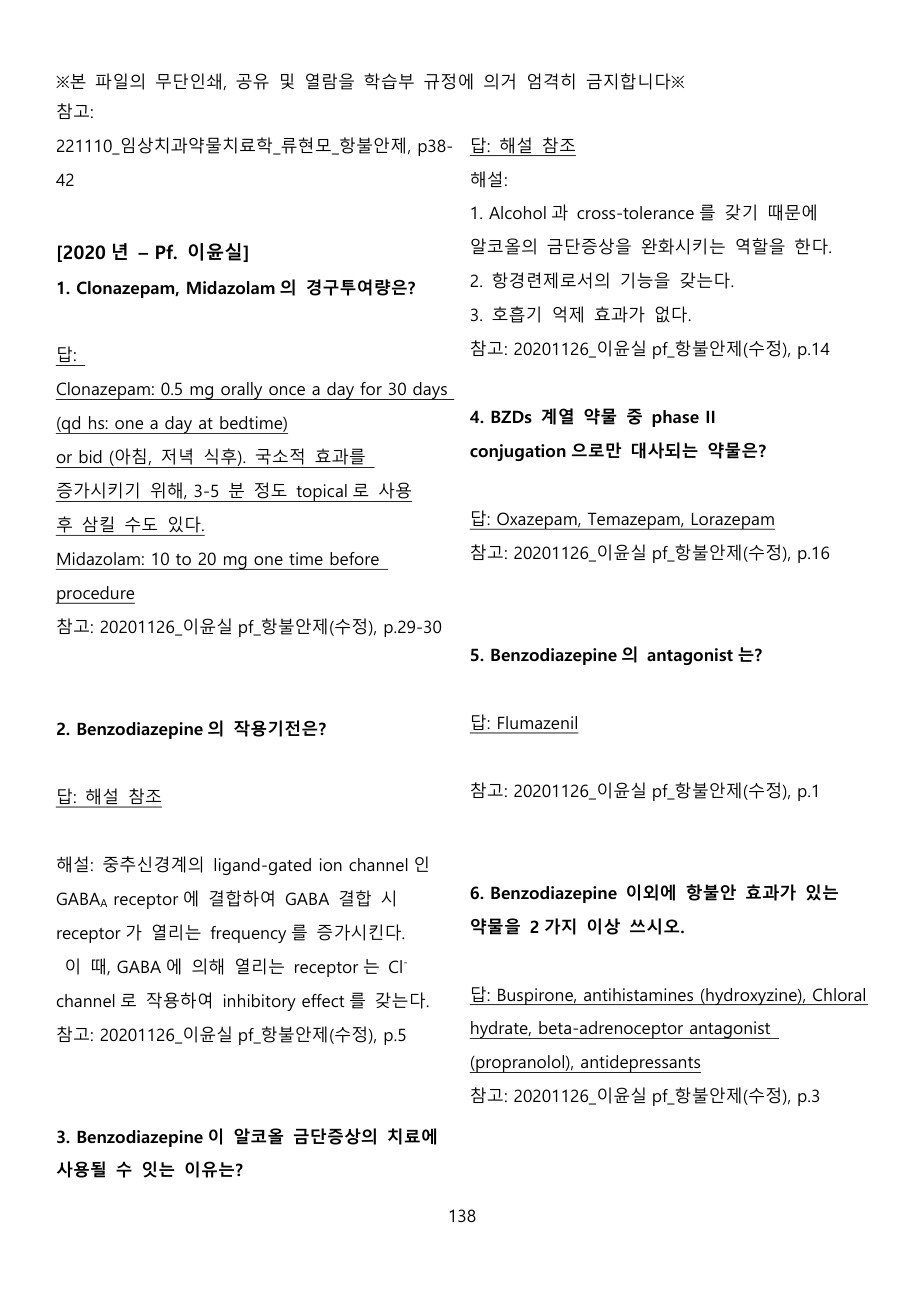 ※본 파일의 무단인쇄, 공유 및 열람을 학습부 규정에 의거 엄격히 금지합니다※
참고:
221110_임상치과약물치료학_류현모_항불안제, p38-
42
[2020 년 – Pf. 이윤실]
1. Clonazepam, Midazolam 의 경구투여량은?
답:
Clonazepam: 0.5 mg orally once a day for 30 days
(qd hs: one a day at bedtime)
or bid (아침, 저녁 식후). 국소적 효과를
증가시키기 위해, 3-5 분 정도 topical 로 사용
후 삼킬 수도 있다.
Midazolam: 10 to 20 mg one time before
procedure
참고: 20201126_이윤실 pf_항불안제(수정), p.29-30
2. Benzodiazepine 의 작용기전은?
답: 해설 참조
해설: 중추신경계의 ligand-gated ion channel 인
GABAA receptor 에 결합하여 GABA 결합 시
receptor 가 열리는 frequency 를 증가시킨다.
이 때, GABA 에 의해 열리는 receptor 는 Cl-
channel 로 작용하여 inhibitory effect 를 갖는다.
참고: 20201126_이윤실 pf_항불안제(수정), p.5
3. Benzodiazepine 이 알코올 금단증상의 치료에
사용될 수 잇는 이유는?
답: 해설 참조
해설:
1. Alcohol 과 cross-tolerance 를 갖기 때문에
알코올의 금단증상을 완화시키는 역할을 한다.
2. 항경련제로서의 기능을 갖는다.
3. 호흡기 억제 효과가 없다.
참고: 20201126_이윤실 pf_항불안제(수정), p.14
4. BZDs 계열 약물 중 phase II
conjugation 으로만 대사되는 약물은?
답: Oxazepam, Temazepam, Lorazepam
참고: 20201126_이윤실 pf_항불안제(수정), p.16
5. Benzodiazepine 의 antagonist 는?
답: Flumazenil
참고: 20201126_이윤실 pf_항불안제(수정), p.1
6. Benzodiazepine 이외에 항불안 효과가 있는
약물을 2 가지 이상 쓰시오.
답: Buspirone, antihistamines (hydroxyzine), Chloral
hydrate, beta-adrenoceptor antagonist
(propranolol), antidepressants
참고: 20201126_이윤실 pf_항불안제(수정), p.3
138